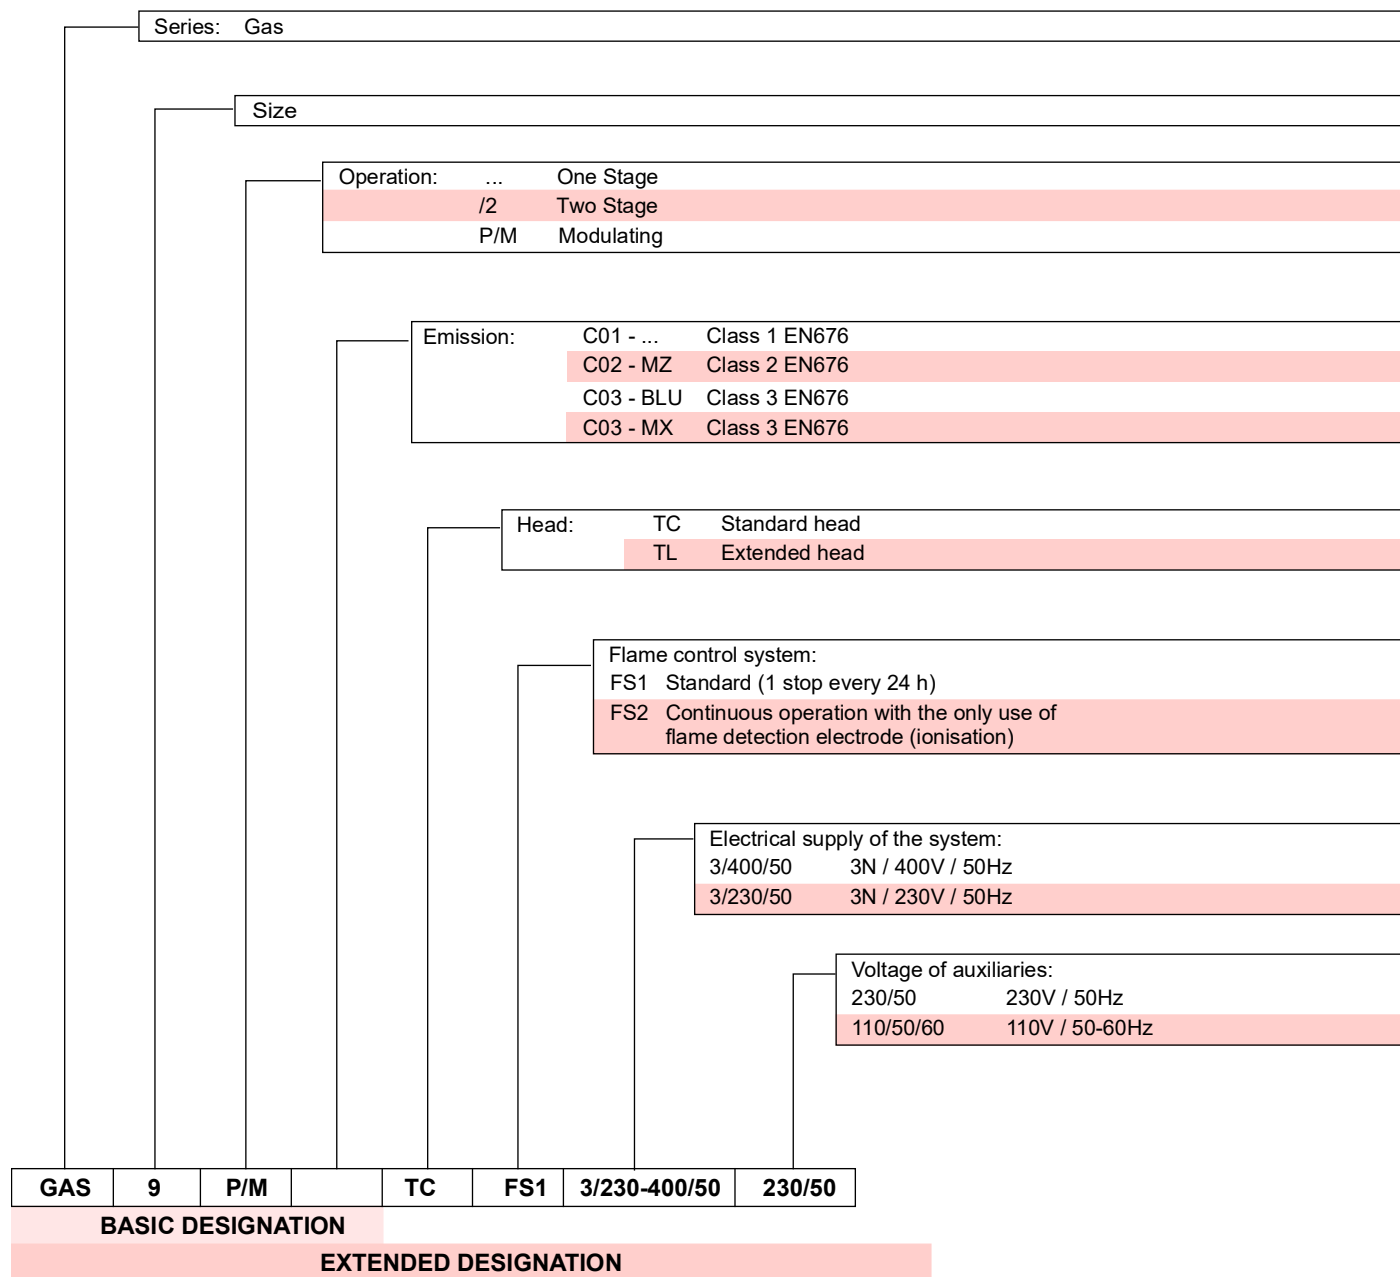 Series: Gas
Size
Operation: ... One Stage
/2 Two Stage
P/M Modulating
Emission: C01 - ... Class 1 EN676
C02 - MZ Class 2 EN676
C03 - BLU Class 3 EN676
C03 - MX Class 3 EN676
Head: TC Standard head
TL Extended head
Flame control system:
FS1 Standard (1 stop every 24 h)
FS2 Continuous operation with the only use of
flame detection electrode (ionisation)
Electrical supply of the system:
3/400/50 3N / 400V / 50Hz
3/230/50 3N / 230V / 50Hz
Voltage of auxiliaries:
230/50 230V / 50Hz
110/50/60 110V / 50-60Hz
GAS 9 P/M TC FS1 3/230-400/50 230/50
BASIC DESIGNATION
EXTENDED DESIGNATION